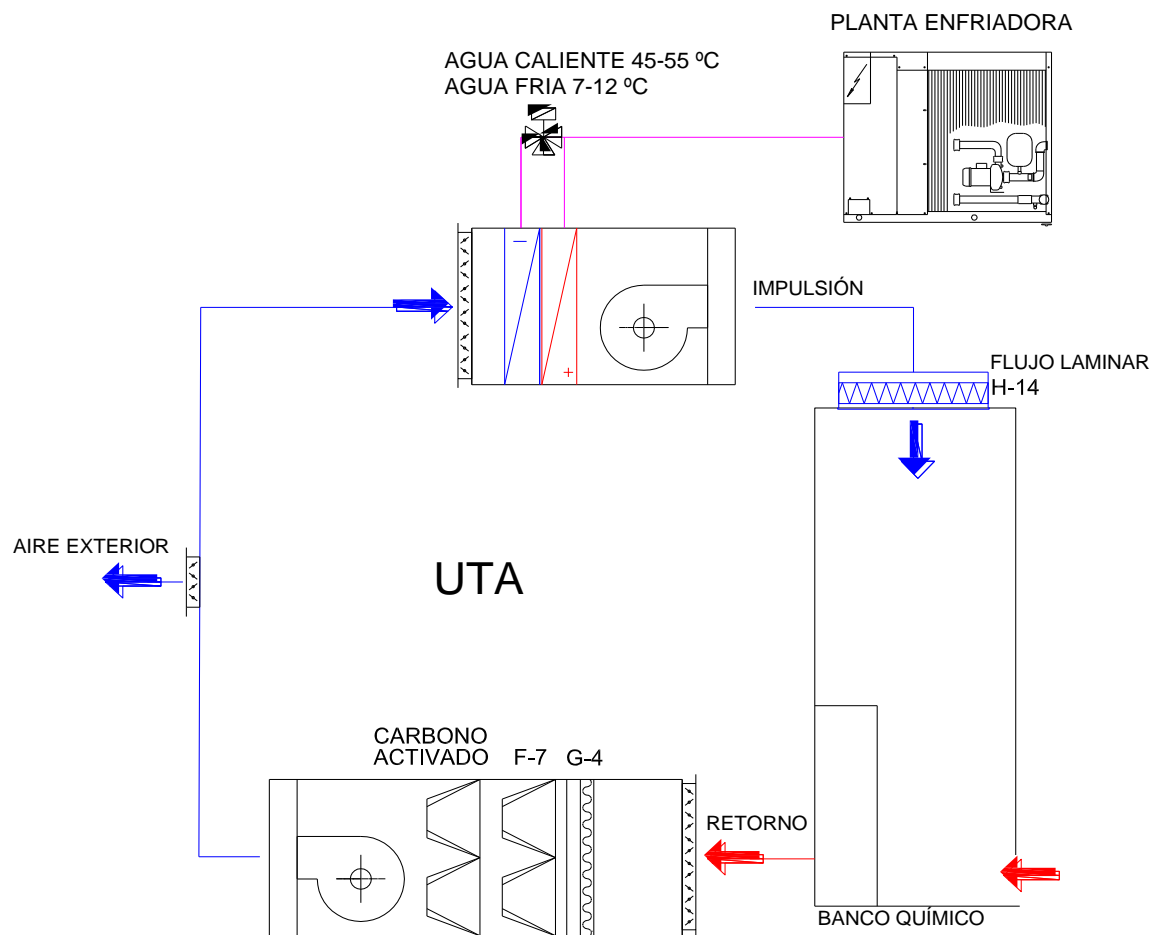 PLANTA ENFRIADORA
AGUA CALIENTE 45-55 ºC
AGUA FRIA 7-12 ºC
IMPULSIÓN
FLUJO LAMINAR
H-14
AIRE EXTERIOR
UTA
CARBONO
ACTIVADO
F-7
G-4
RETORNO
BANCO QUÍMICO